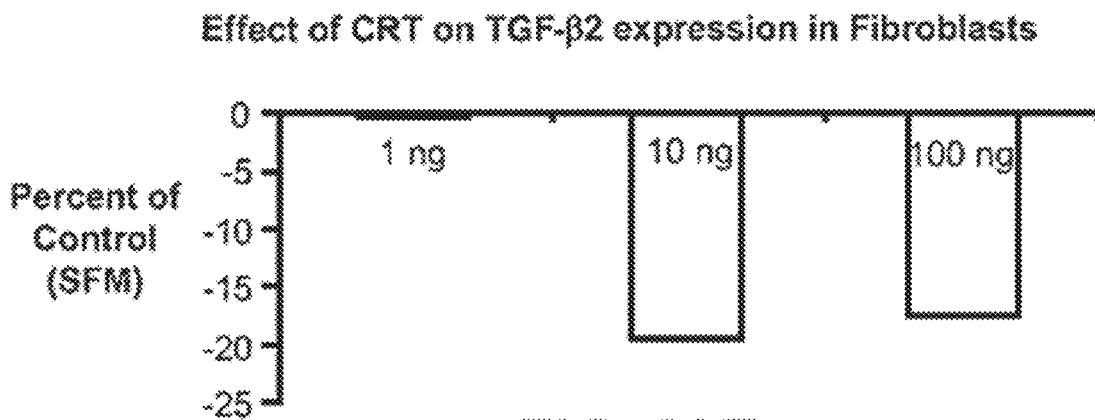 Effect of CRT on TGF-β2 expression in Fibroblasts
0
1 ng
10 ng
100 ng
-5
Percent of
Control
(SFM)
-10
-15
-20
-25